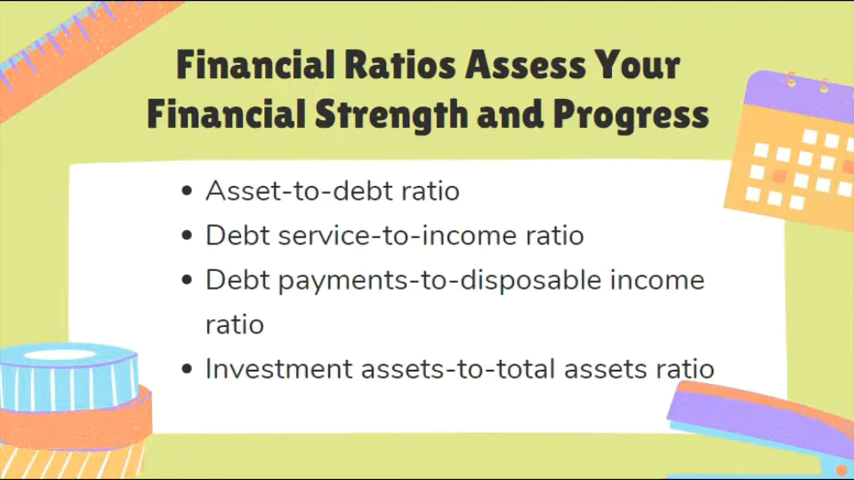 Financial Ratios Assess Your
Financial Strength and Progress
• Asset-to-debt ratio
• Debt service-to-income ratio
• Debt payments-to-disposable income
ratio
• Investment assets-to-total assets ratio